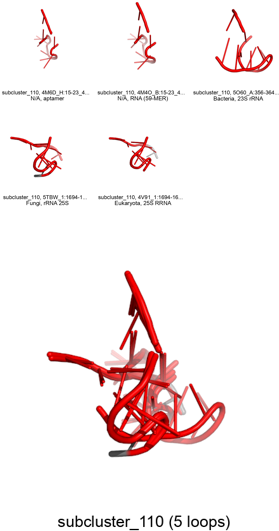 subcluster_110, 4M6D_H:15-23_4...
N/A, aptamer
subcluster_110, 4M4O_B:15-23_4...
N/A, RNA (59-MER)
subcluster_110, 5O60_A:356-364...
Bacteria, 23S rRNA
subcluster_110, 5TBW_1:1694-1...
Fungi, rRNA 25S
subcluster_110, 4V91_1:1694-16...
Eukaryota, 25S RRNA
subcluster_110 (5 loops)